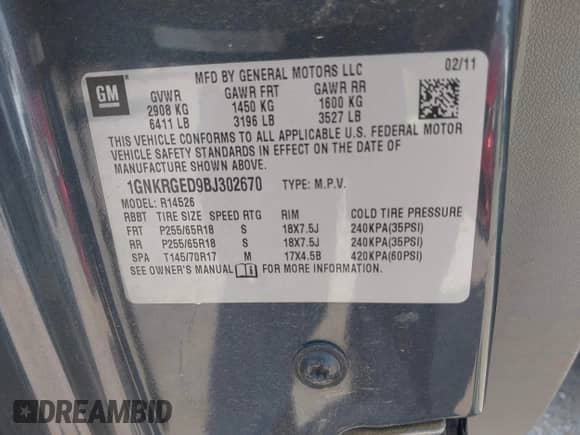 GM
MFD BY GENERAL MOTORS LLC 02/11
GVWR GAWR FRT GAWR RR
2908 KG 1450 KG 1600 KG
6411 LB 3196 LB 3527 LB
THIS VEHICLE CONFORMS TO ALL APPLICABLE U.S. FEDERAL MOTOR
VEHICLE SAFETY STANDARDS IN EFFECT ON THE DATE OF
MANUFACTURE SHOWN ABOVE.
1GNKRGED9BJ302670 TYPE: M.P.V.
MODEL: R14526
RBBT TIRE SIZE SPEED RTG RIM COLD TIRE PRESSURE
FRT P255/65R18 S 18X7.5J 240KPA(35PSI)
RR P255/65R18 S 18X7.5J 240KPA(35PSI)
SPA T145/70R17 M 17X4.5B 420KPA(60PSI)
SEE OWNER'S MANUAL FOR MORE INFORMATION.
DREAMBID